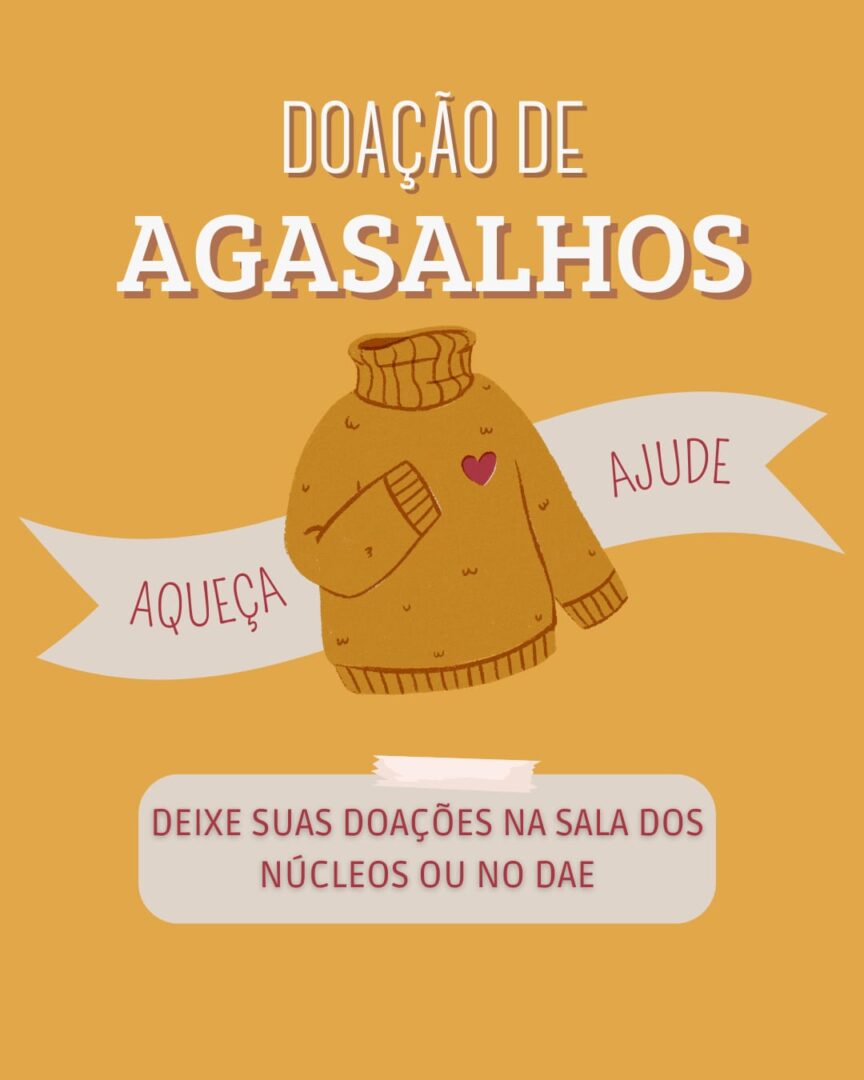 DOAÇÃO DE
AGASALHOS
AJUDE
AQUEÇA
DEIXE SUAS DOAÇÕES NA SALA DOS
NÚCLEOS OU NO DAE